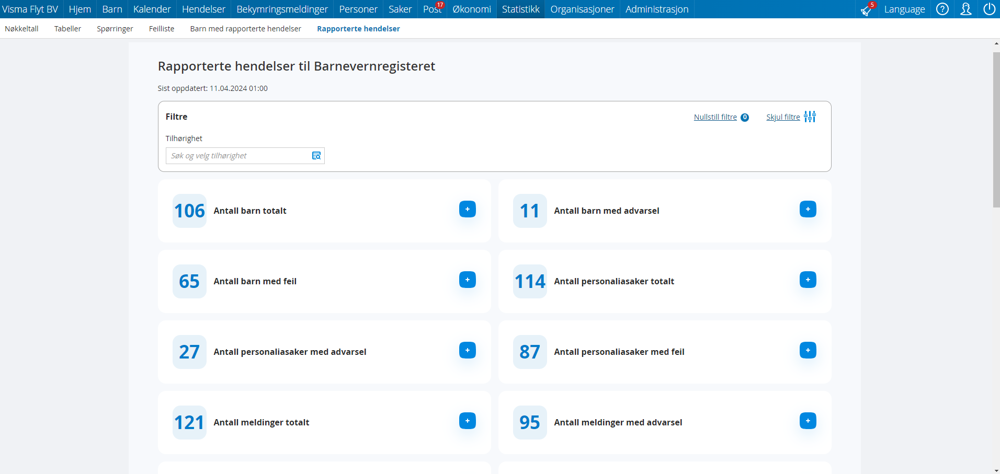 Visma Flyt BV Hjem Barn Kalender Hendelser Bekymringsmeldinger Personer Saker Post 17 Økonomi Statistikk Organisasjoner Administrasjon 5 Language ?
Nøkkeltall Tabeller Spørringer Feilliste Barn med rapporterte hendelser Rapporterte hendelser
Rapporterte hendelser til Barnevernregisteret
Sist oppdatert: 11.04.2024 01:00
Filtre Nullstill filtre 0 Skjul filtre
Tilhørighet
Søk og velg tilhørighet
106 Antall barn totalt +
11 Antall barn med advarsel +
65 Antall barn med feil +
114 Antall personaliasaker totalt +
27 Antall personaliasaker med advarsel +
87 Antall personaliasaker med feil +
121 Antall meldinger totalt +
95 Antall meldinger med advarsel +